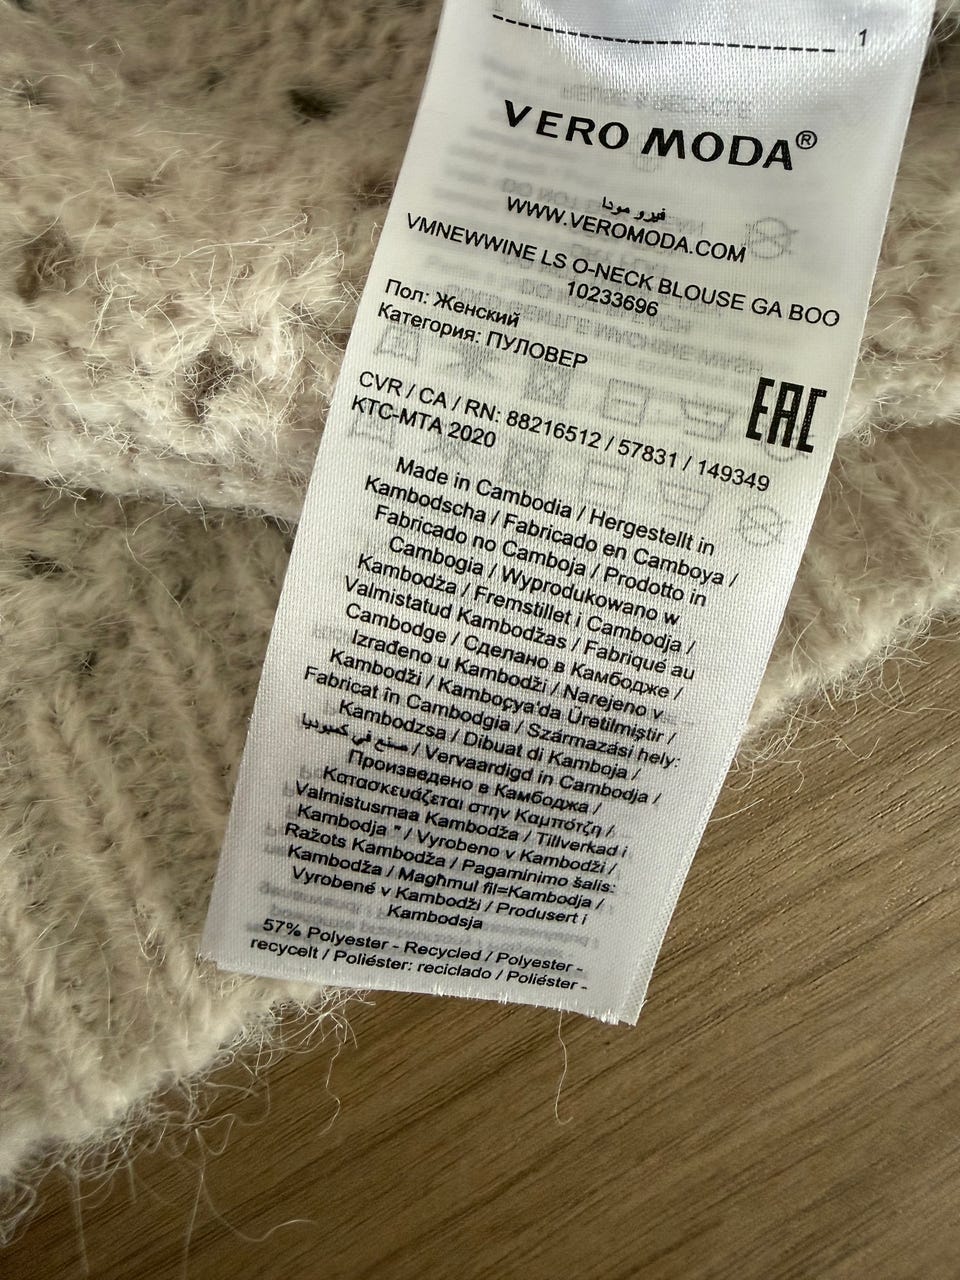 1
VERO MODA®
فيرو مودا
WWW.VEROMODA.COM
VMNEWWINE LS O-NECK BLOUSE GA BOO
10233696
Пол: Женский
Категория: ПУЛОВЕР
EAC
CVR / CA / RN: 88216512 / 57831 / 149349
KTC-MTA 2020
Made in Cambodia / Hergestellt in
Kambodscha / Fabricado en Camboya /
Fabricado no Camboja / Prodotto in
Cambogia / Wyprodukowano w
Kambodża / Fremstillet i Cambodja /
Valmistatud Kambodžas / Fabriqué au
Cambodge / Сделано в Камбодже /
Izrađeno u Kambodži / Narejeno v
Kambodži / Kamboçya'da Üretilmiştir /
Fabricat în Cambodgia / Származási hely:
Kambodzsa / Dibuat di Kamboja /
صنع في كمبوديا / Vervaardigd in Cambodja /
Произведено в Камбоджа /
Κατασκευάζεται στην Καμπότζη /
Valmistusmaa Kambodža / Tillverkad i
Kambodja " / Vyrobeno v Kambodži /
Ražots Kambodža / Pagaminimo šalis:
Kambodža / Magħmul fil=Kambodja /
Vyrobené v Kambodži / Produsert i
Kambodsja
57% Polyester - Recycled / Polyester -
recycelt / Poliéster: reciclado / Poliéster -